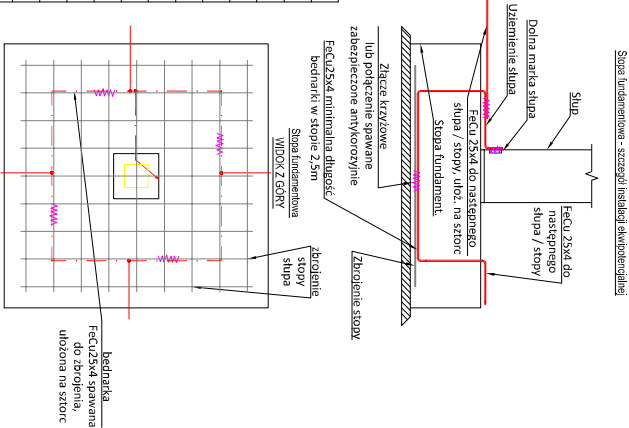 Stopa fundamentowa - szczegół instalacji ekwipotencjalnej
Słup
Dolna marka słupa
Uziemienie słupa
FeCu 25x4 do
następnego
słupa / stopy
FeCu 25x4 do następnego
słupa / stopy, ułoż. na sztorc
Stopa fundament.
Złącze krzyżowe
lub połączenie spawane
zabezpieczone antykorozyjnie
Zbrojenie stopy
FeCu25x4 minimalna długość
bednarki w stopie 2,5m
Stopa fundamentowa
WIDOK Z GÓRY
zbrojenie
stopy
słupa
bednarka
FeCu25x4 spawana
do zbrojenia,
ułożona na sztorc